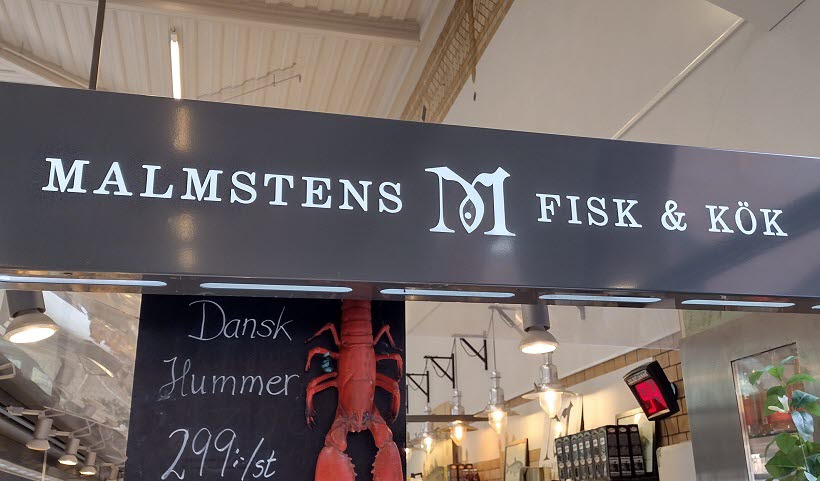 MALMSTENS M FISK & KÖK
Dansk
Hummer
299:-/st